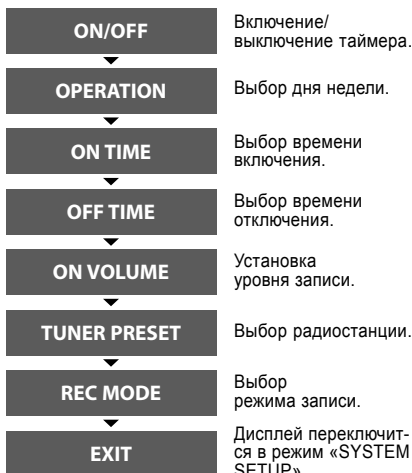 ON/OFF
Включение/
выключение таймера.
OPERATION
Выбор дня недели.
ON TIME
Выбор времени
включения.
OFF TIME
Выбор времени
отключения.
ON VOLUME
Установка
уровня записи.
TUNER PRESET
Выбор радиостанции.
REC MODE
Выбор
режима записи.
EXIT
Дисплей переключит-
ся в режим «SYSTEM
SETUP»